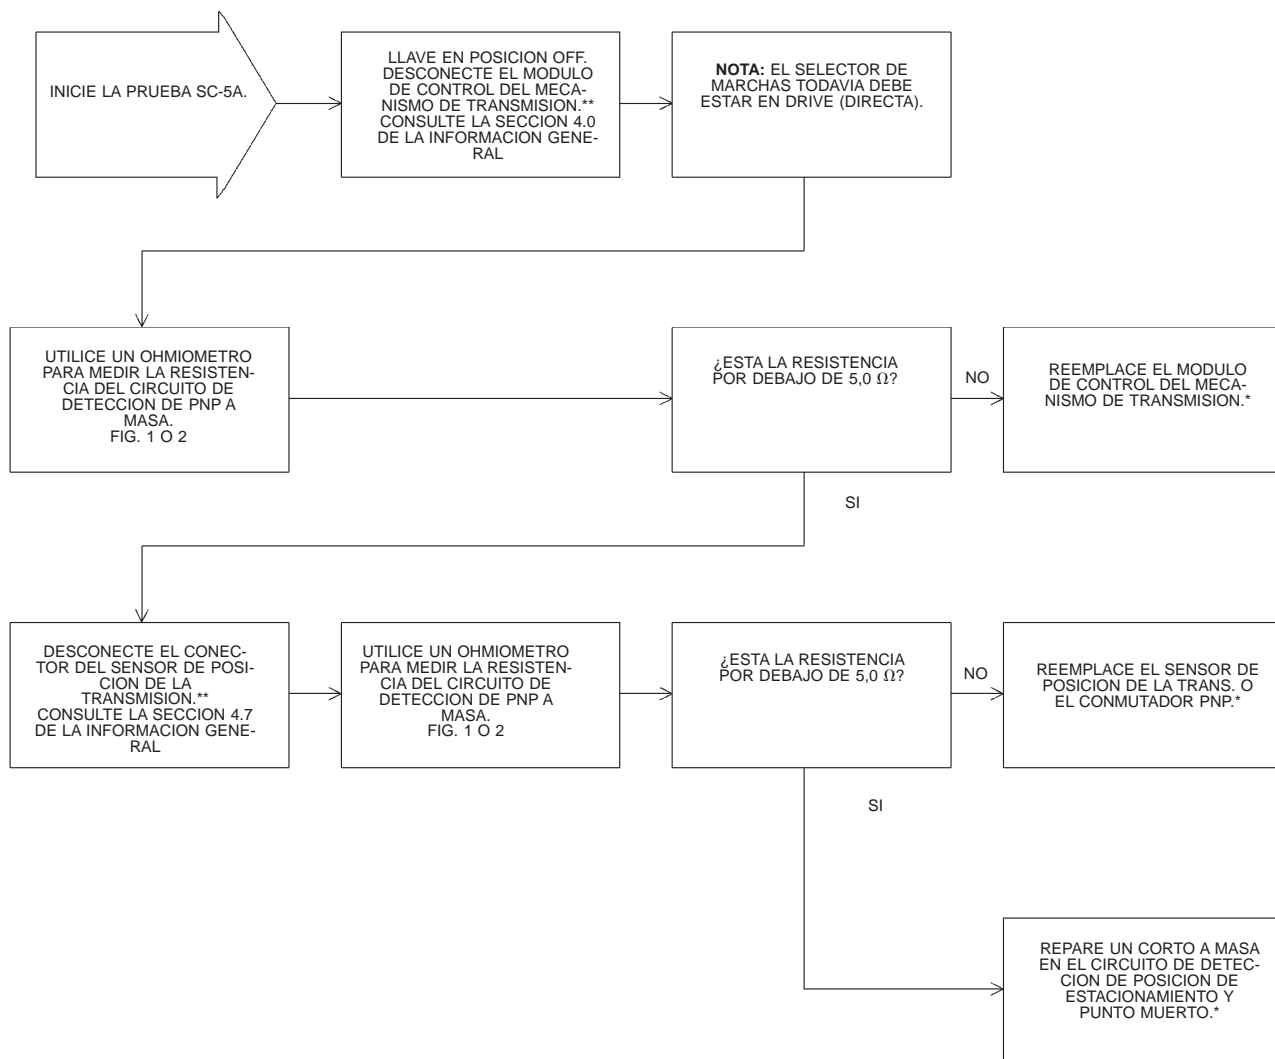 INICIE LA PRUEBA SC-5A.
LLAVE EN POSICION OFF.
DESCONECTE EL MODULO
DE CONTROL DEL MECA-
NISMO DE TRANSMISION.**
CONSULTE LA SECCION 4.0
DE LA INFORMACION GENE-
RAL
NOTA: EL SELECTOR DE
MARCHAS TODAVIA DEBE
ESTAR EN DRIVE (DIRECTA).
UTILICE UN OHMIOMETRO
PARA MEDIR LA RESISTEN-
CIA DEL CIRCUITO DE
DETECCION DE PNP A
MASA.
FIG. 1 O 2
¿ESTA LA RESISTENCIA
POR DEBAJO DE 5,0 Ω?
NO
REEMPLACE EL MODULO
DE CONTROL DEL MECA-
NISMO DE TRANSMISION.*
SI
DESCONECTE EL CONEC-
TOR DEL SENSOR DE POSI-
CION DE LA
TRANSMISION.**
CONSULTE LA SECCION 4.7
DE LA INFORMACION GENE-
RAL
UTILICE UN OHMIOMETRO
PARA MEDIR LA RESISTEN-
CIA DEL CIRCUITO DE
DETECCION DE PNP A
MASA.
FIG. 1 O 2
¿ESTA LA RESISTENCIA
POR DEBAJO DE 5,0 Ω?
NO
REEMPLACE EL SENSOR DE
POSICION DE LA TRANS. O
EL CONMUTADOR PNP.*
SI
REPARE UN CORTO A MASA
EN EL CIRCUITO DE DETEC-
CION DE POSICION DE
ESTACIONAMIENTO Y
PUNTO MUERTO.*